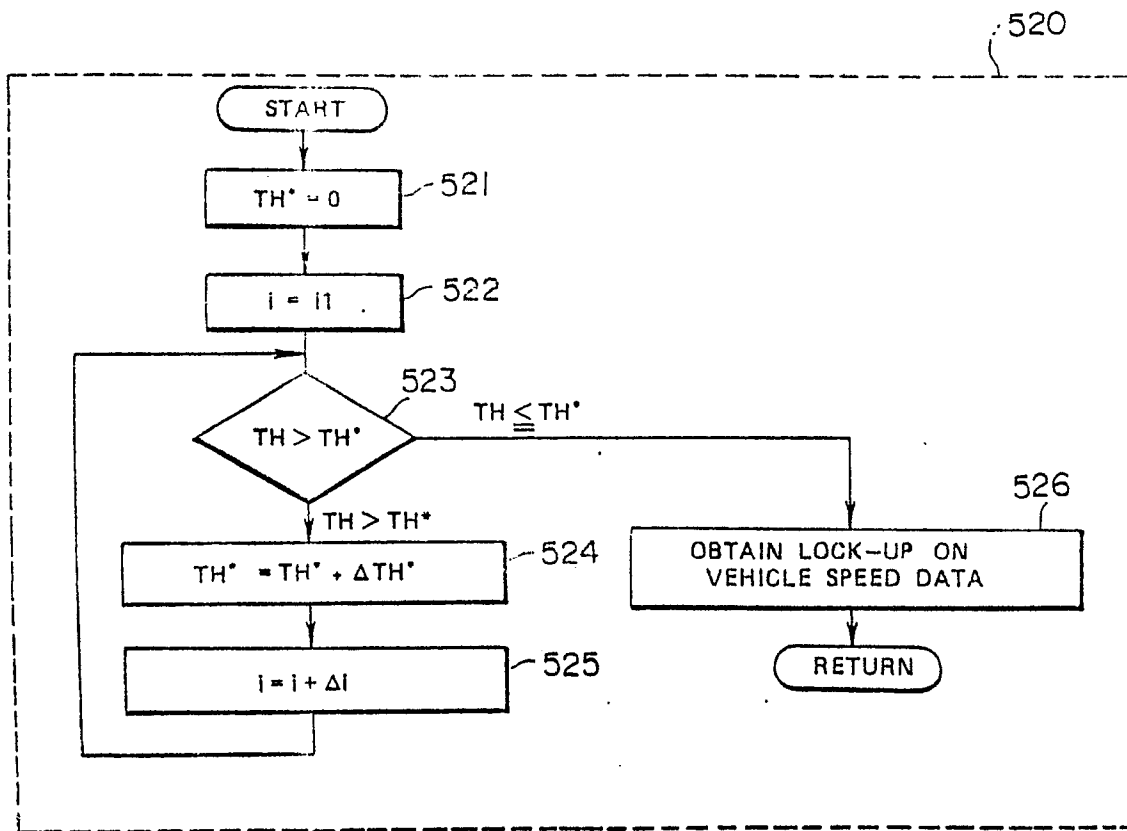 520
START
TH* = 0
521
i = i1
522
523
TH > TH*
TH ≦ TH*
TH > TH*
TH* = TH* + ΔTH*
524
i = i + Δi
525
526
OBTAIN LOCK-UP ON
VEHICLE SPEED DATA
RETURN